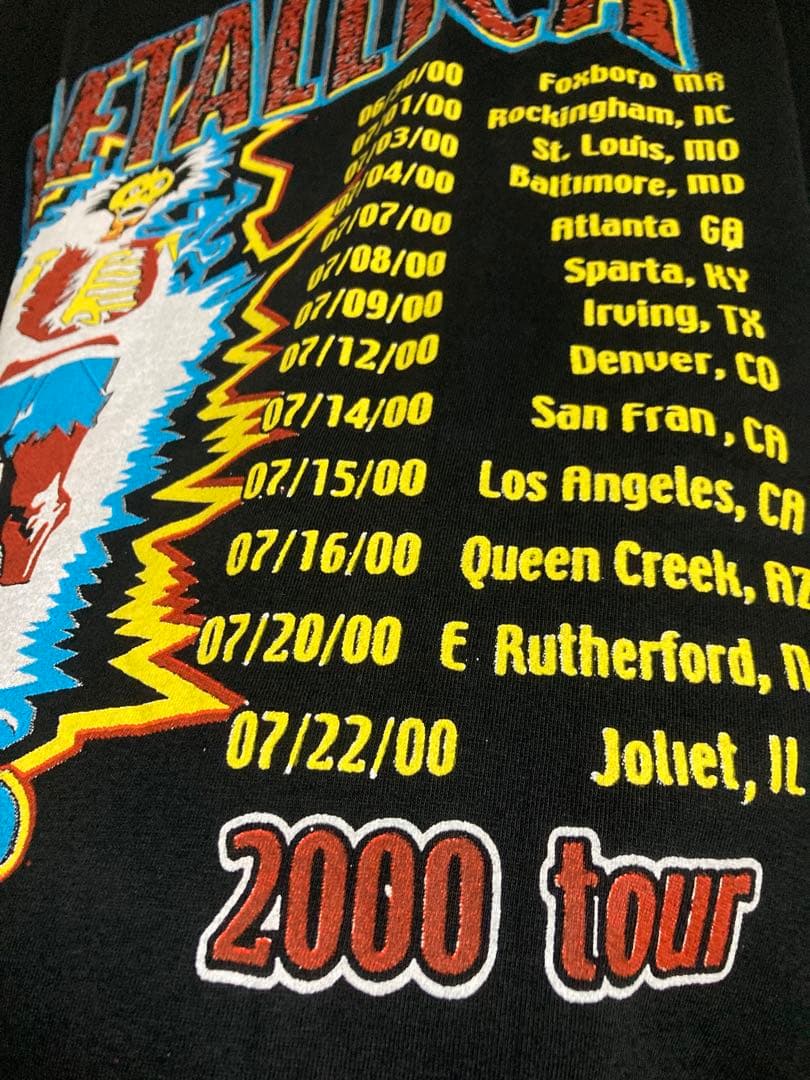 METALLICA
06/30/00 Foxboro MA
07/01/00 Rockingham, NC
07/03/00 St. Louis, MO
07/04/00 Baltimore, MD
07/07/00 Atlanta GA
07/08/00 Sparta, KY
07/09/00 Irving, TX
07/12/00 Denver, CO
07/14/00 San Fran, CA
07/15/00 Los Angeles, CA
07/16/00 Queen Creek, AZ
07/20/00 E Rutherford, N
07/22/00 Joliet, IL
2000 tour